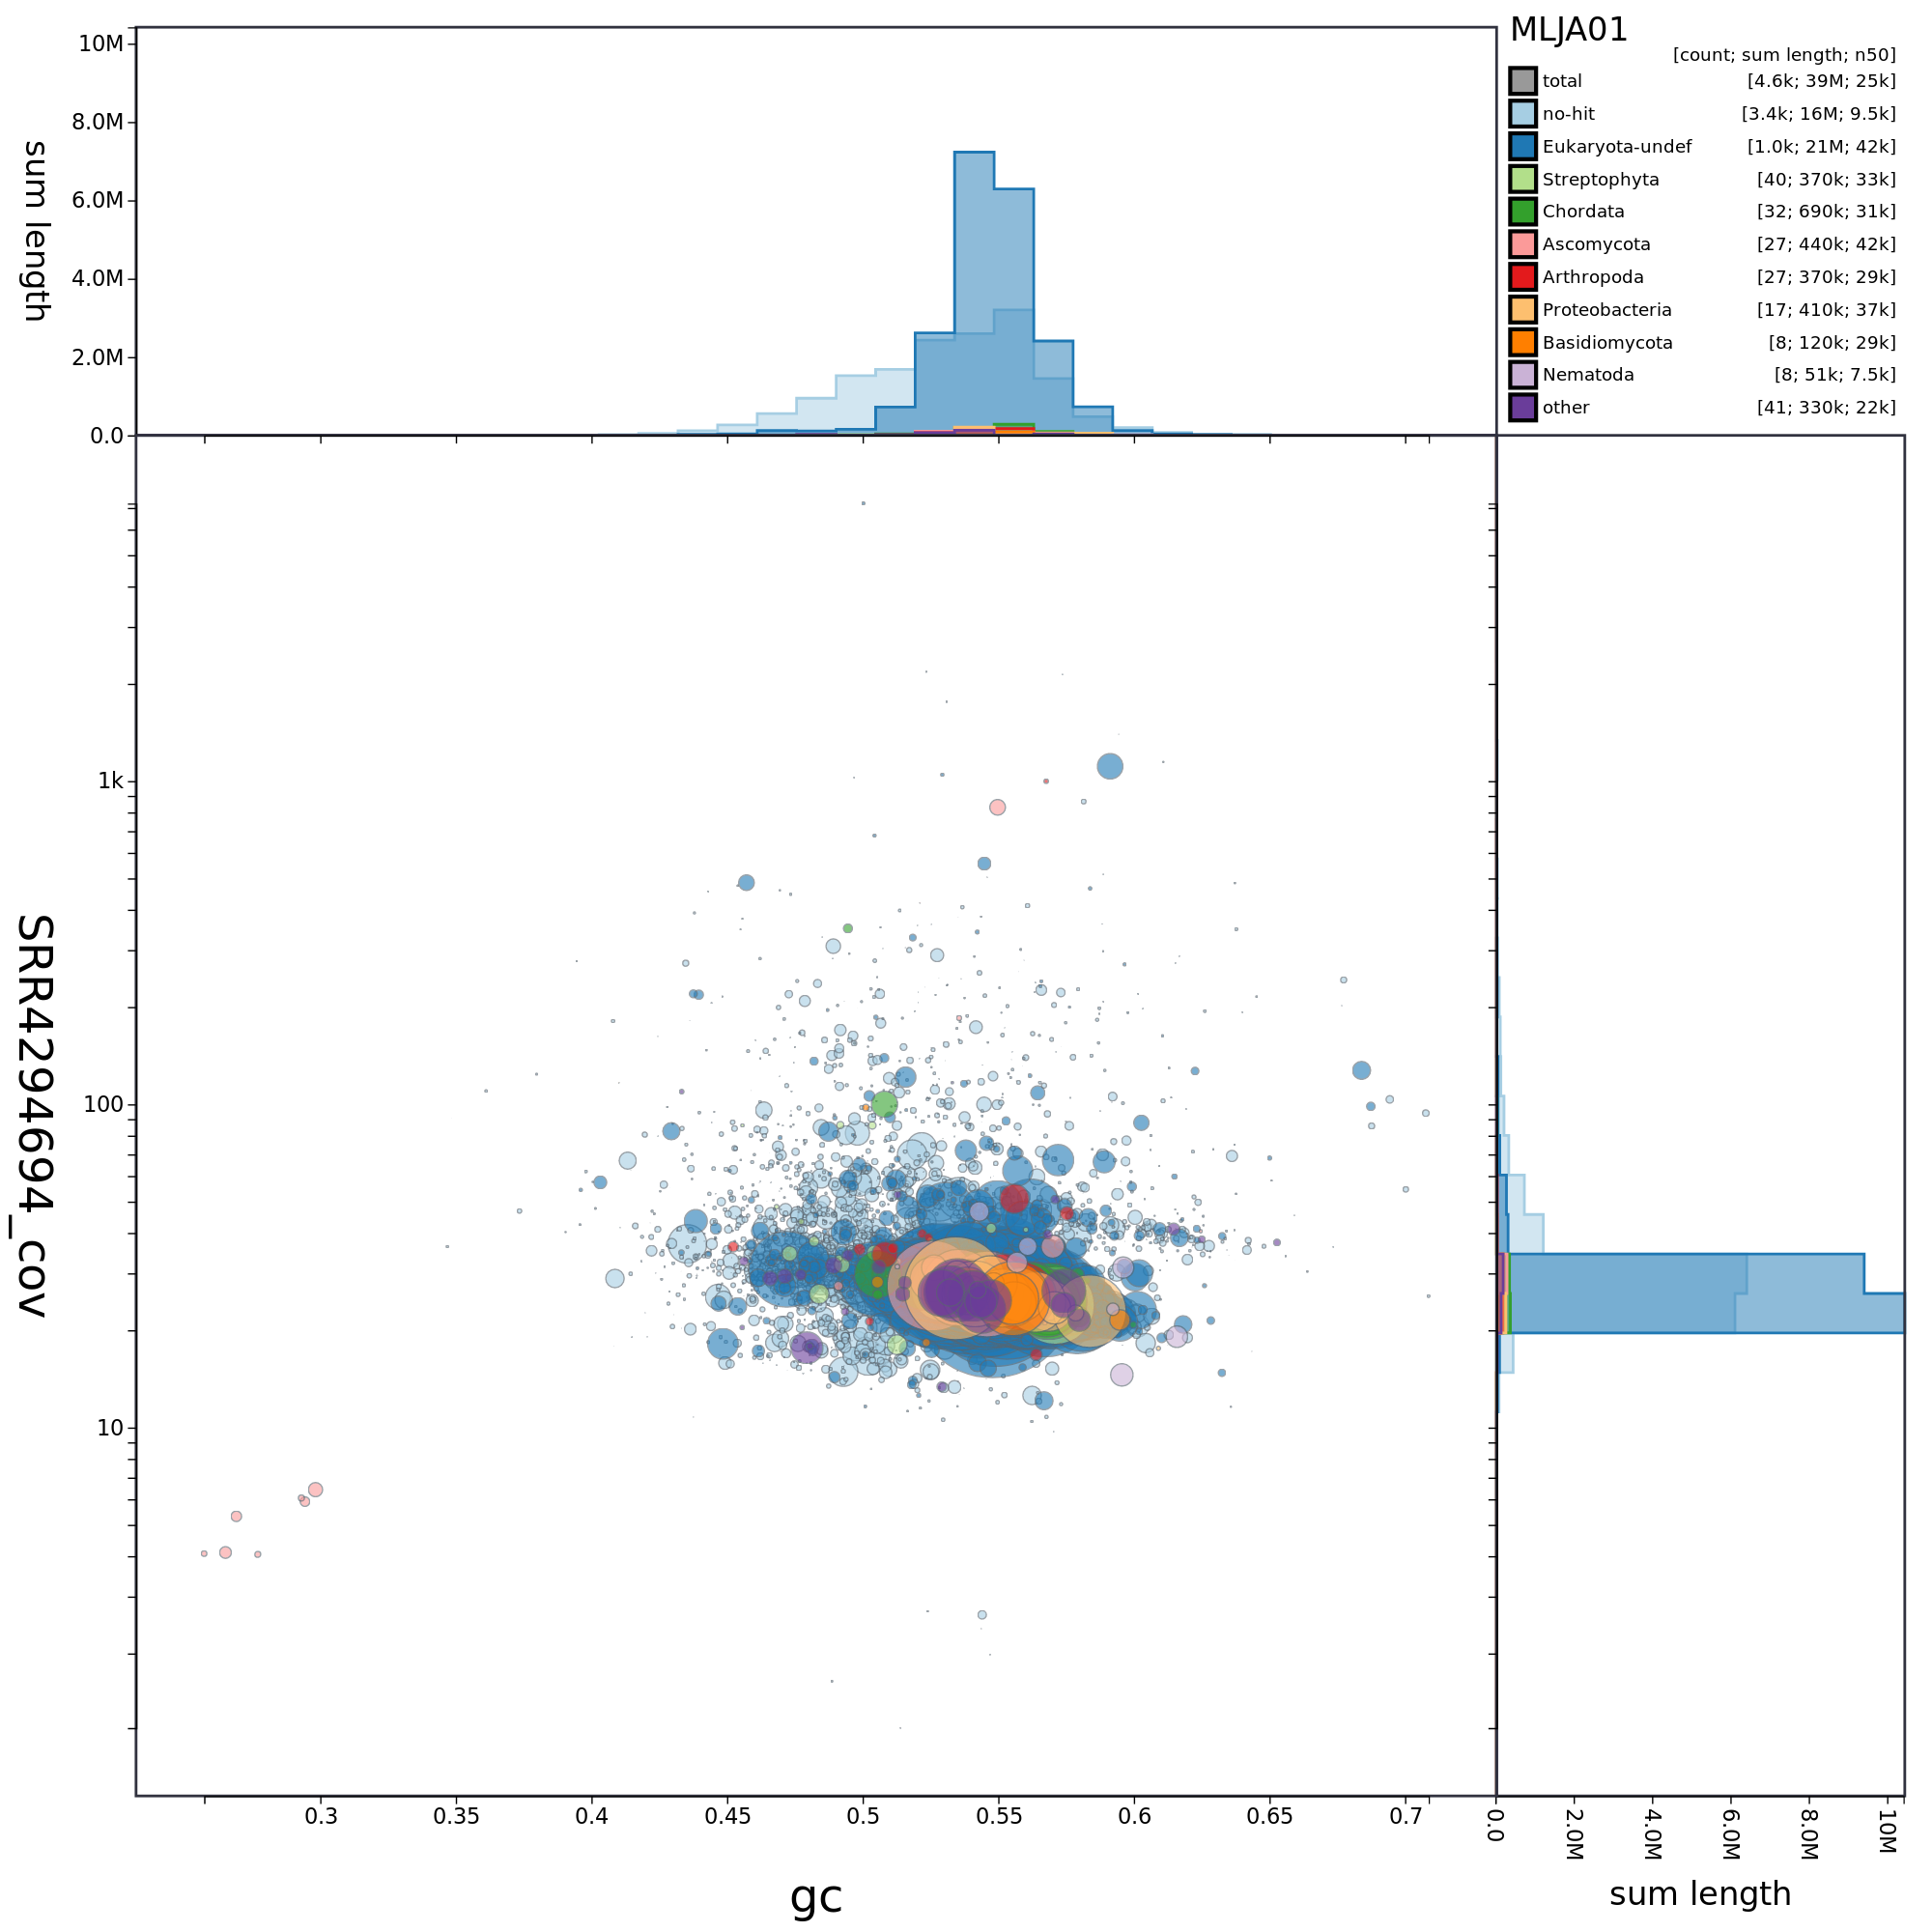 MLJA01
[count; sum length; n50]
total [4.6k; 39M; 25k]
no-hit [3.4k; 16M; 9.5k]
Eukaryota-undef [1.0k; 21M; 42k]
Streptophyta [40; 370k; 33k]
Chordata [32; 690k; 31k]
Ascomycota [27; 440k; 42k]
Arthropoda [27; 370k; 29k]
Proteobacteria [17; 410k; 37k]
Basidiomycota [8; 120k; 29k]
Nematoda [8; 51k; 7.5k]
other [41; 330k; 22k]
sum length
10M
8.0M
6.0M
4.0M
2.0M
0.0
SRR4294694_cov
1k
100
10
0.3 0.35 0.4 0.45 0.5 0.55 0.6 0.65 0.7
gc
0.0 2.0M 4.0M 6.0M 8.0M 10M
sum length